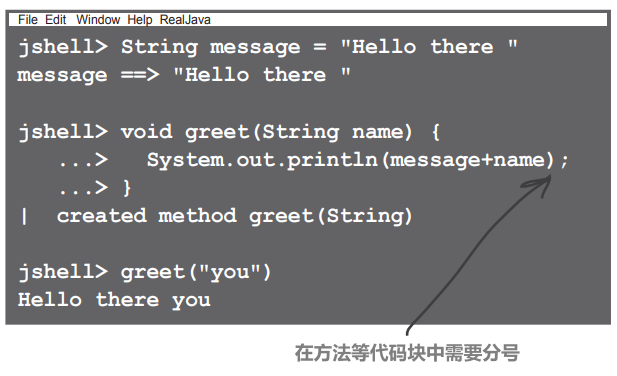 File Edit Window Help RealJava
jshell> String message = "Hello there "
message ==> "Hello there "
jshell> void greet(String name) {
...> System.out.println(message+name);
...> }
| created method greet(String)
jshell> greet("you")
Hello there you
在方法等代码块中需要分号